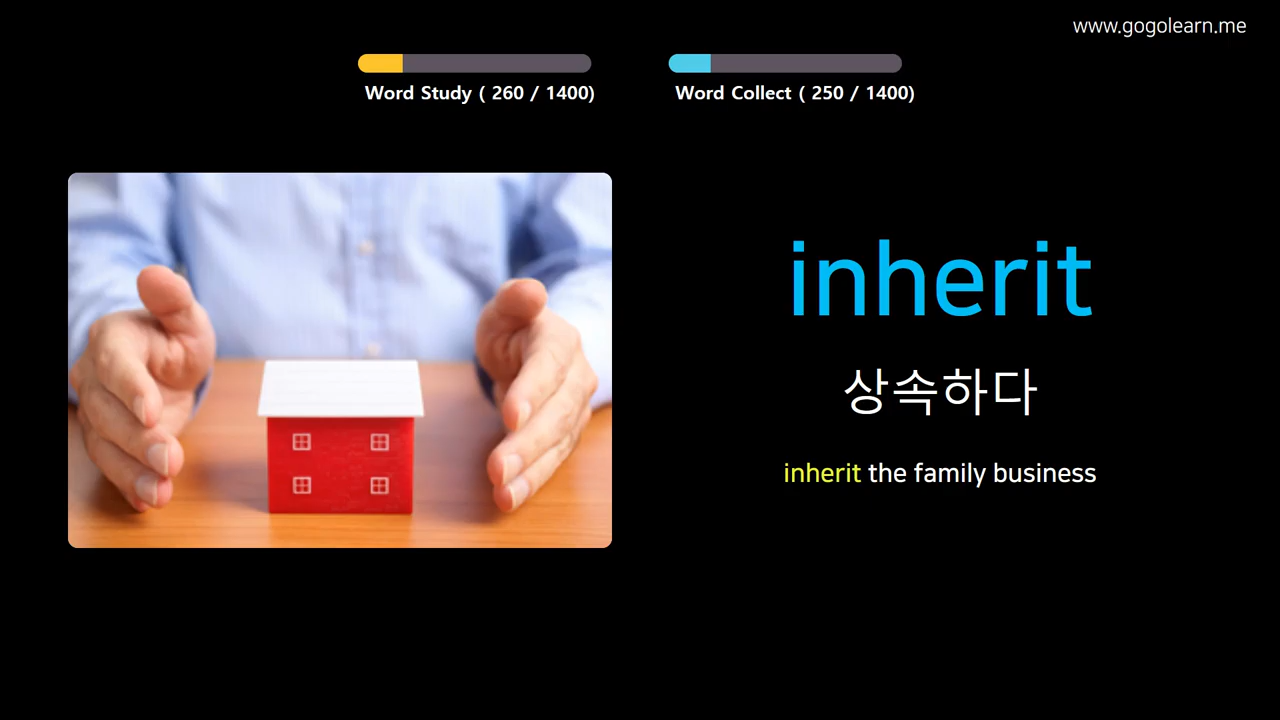 www.gogolearn.me
Word Study ( 260 / 1400)
Word Collect ( 250 / 1400)
inherit
상속하다
inherit the family business